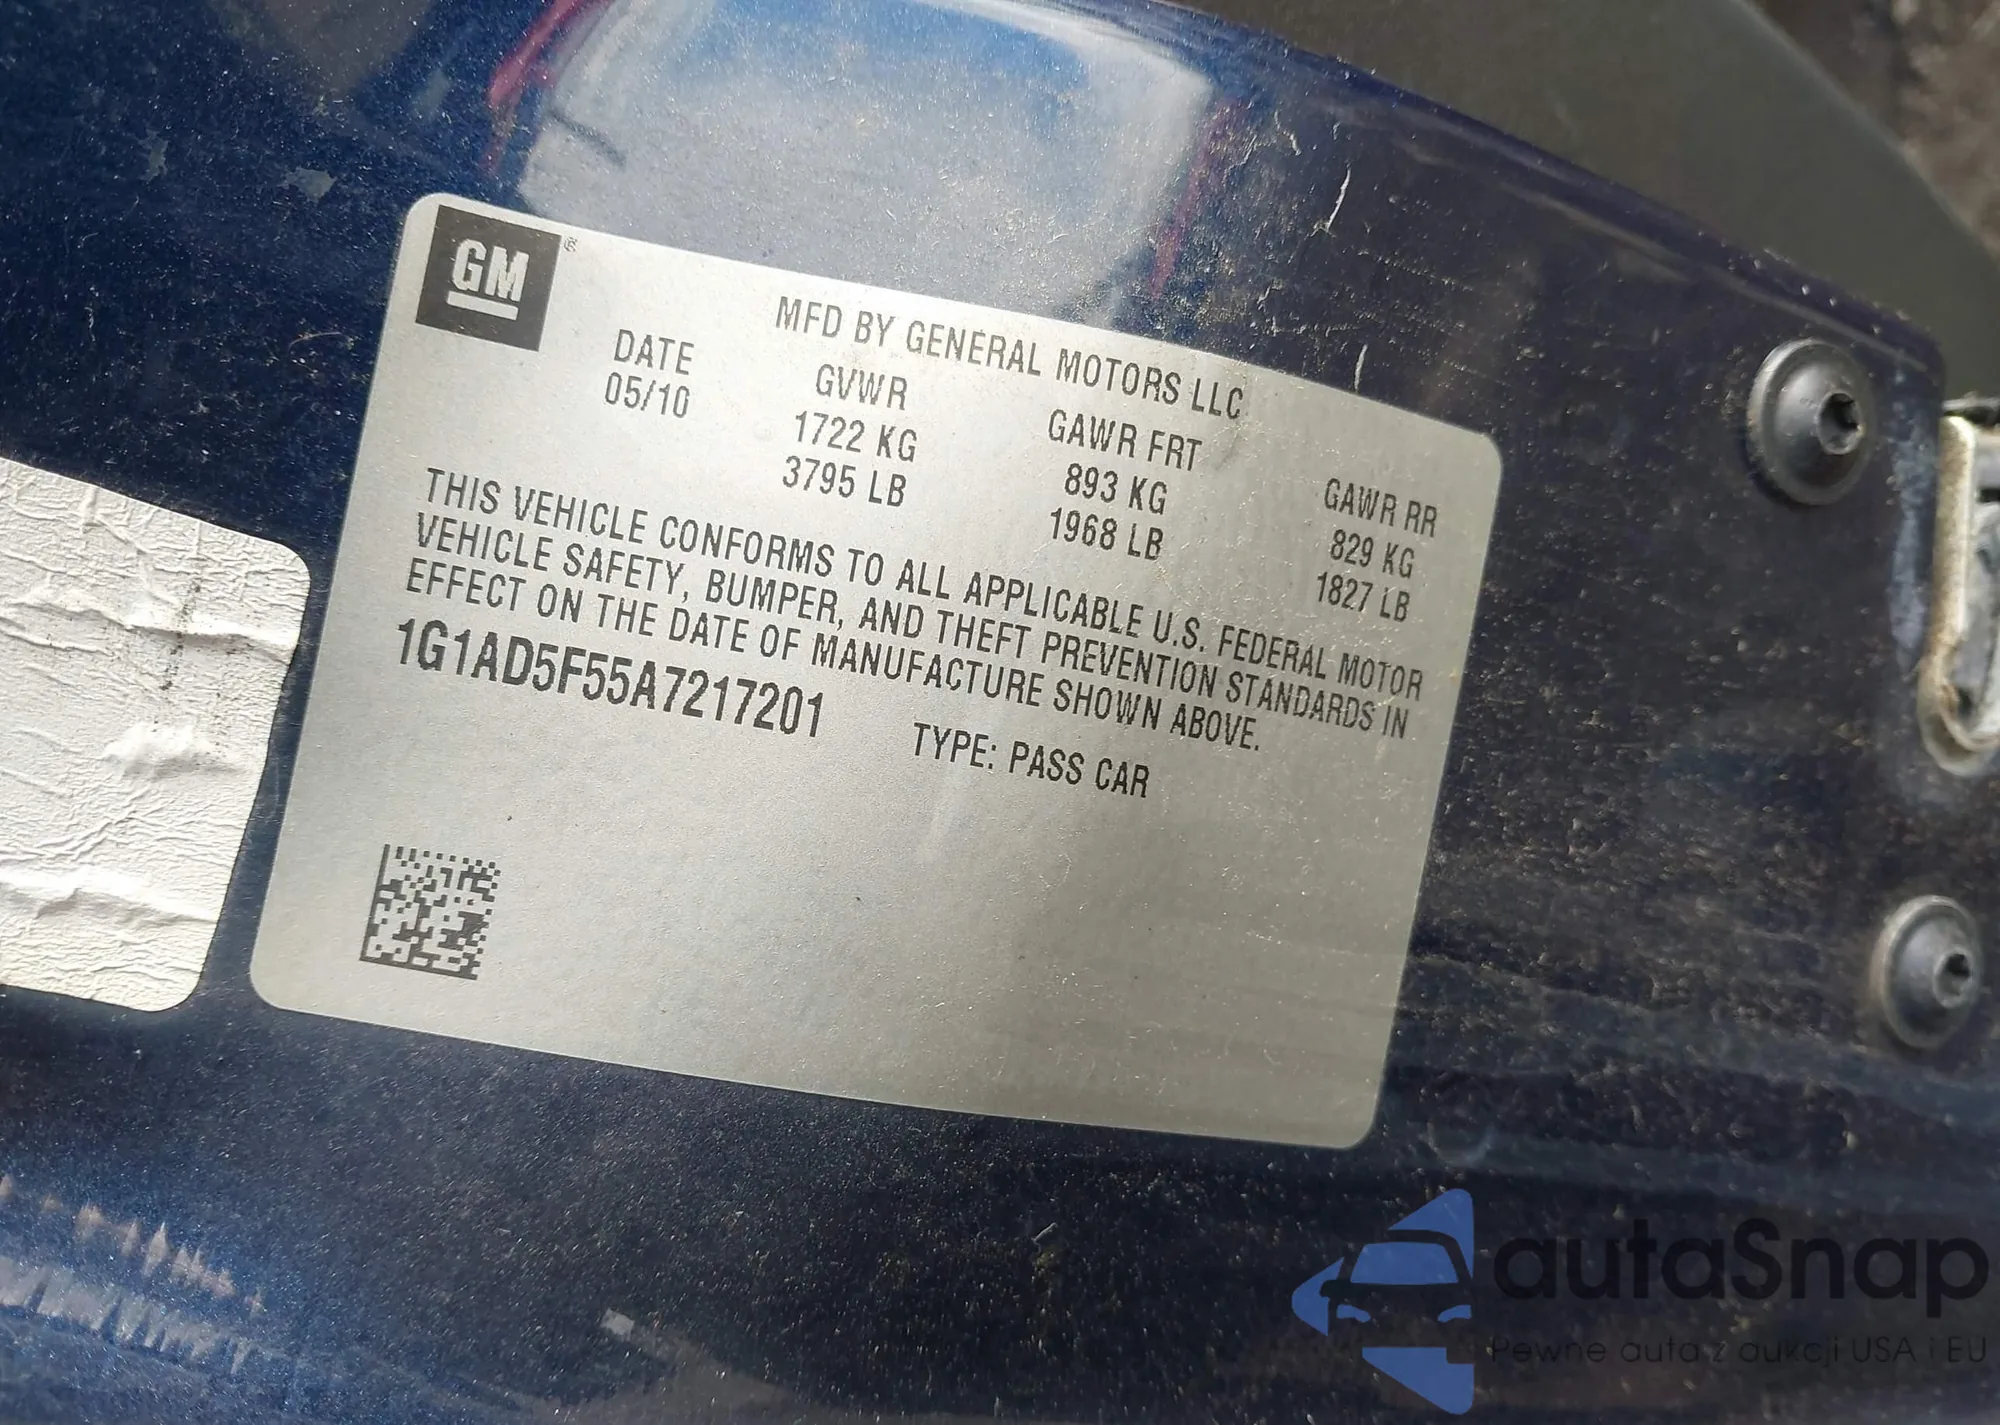 GM
®
MFD BY GENERAL MOTORS LLC
DATE GVWR GAWR FRT GAWR RR
05/10 1722 KG 893 KG 829 KG
3795 LB 1968 LB 1827 LB
THIS VEHICLE CONFORMS TO ALL APPLICABLE U.S. FEDERAL MOTOR
VEHICLE SAFETY, BUMPER, AND THEFT PREVENTION STANDARDS IN
EFFECT ON THE DATE OF MANUFACTURE SHOWN ABOVE.
1G1AD5F55A7217201 TYPE: PASS CAR
autaSnap
Pewne auta z aukcji USA i EU